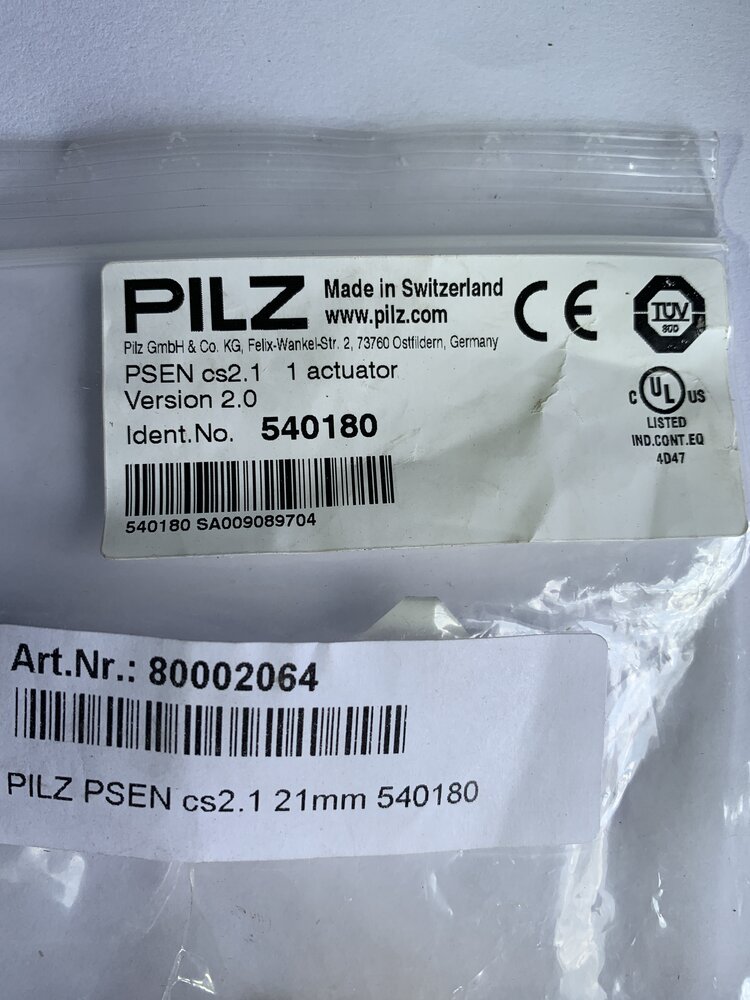 PILZ
Made in Switzerland
www.pilz.com
Pilz GmbH & Co. KG, Felix-Wankel-Str. 2, 73760 Ostfildern, Germany
PSEN cs2.1 1 actuator
Version 2.0
Ident.No. 540180
540180 SA009089704
CE
TÜV
SÜD
C UL US
LISTED
IND.CONT.EQ
4D47
Art.Nr.: 80002064
PILZ PSEN cs2.1 21mm 540180